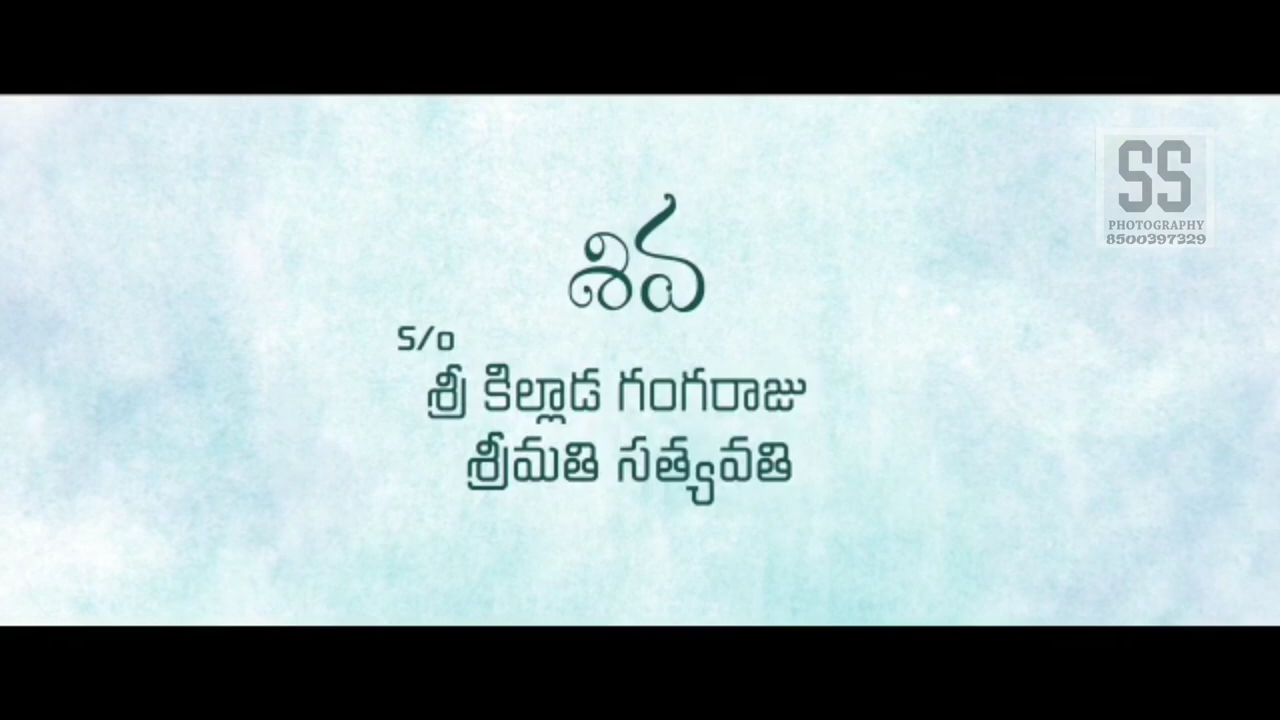 SS
PHOTOGRAPHY
8500397329
శివ
S/o
శ్రీ కిల్లాడ గంగరాజు
శ్రీమతి సత్యవతి